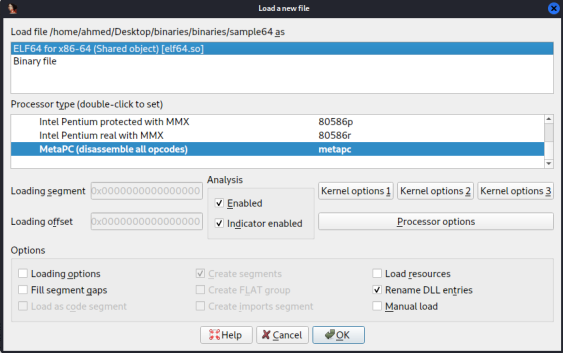 Load a new file
Load file /home/ahmed/Desktop/binaries/binaries/sample64 as
ELF64 for x86-64 (Shared object) [elf64.so]
Binary file
Processor type (double-click to set)
Intel Pentium protected with MMX 80586p
Intel Pentium real with MMX 80586r
MetaPC (disassemble all opcodes) metapc
Loading segment 0x0000000000000000
Loading offset 0x0000000000000000
Analysis
Enabled
Indicator enabled
Kernel options 1 Kernel options 2 Kernel options 3
Processor options
Options
Loading options Create segments Load resources
Fill segment gaps Create FLAT group Rename DLL entries
Load as code segment Create imports segment Manual load
Help Cancel OK